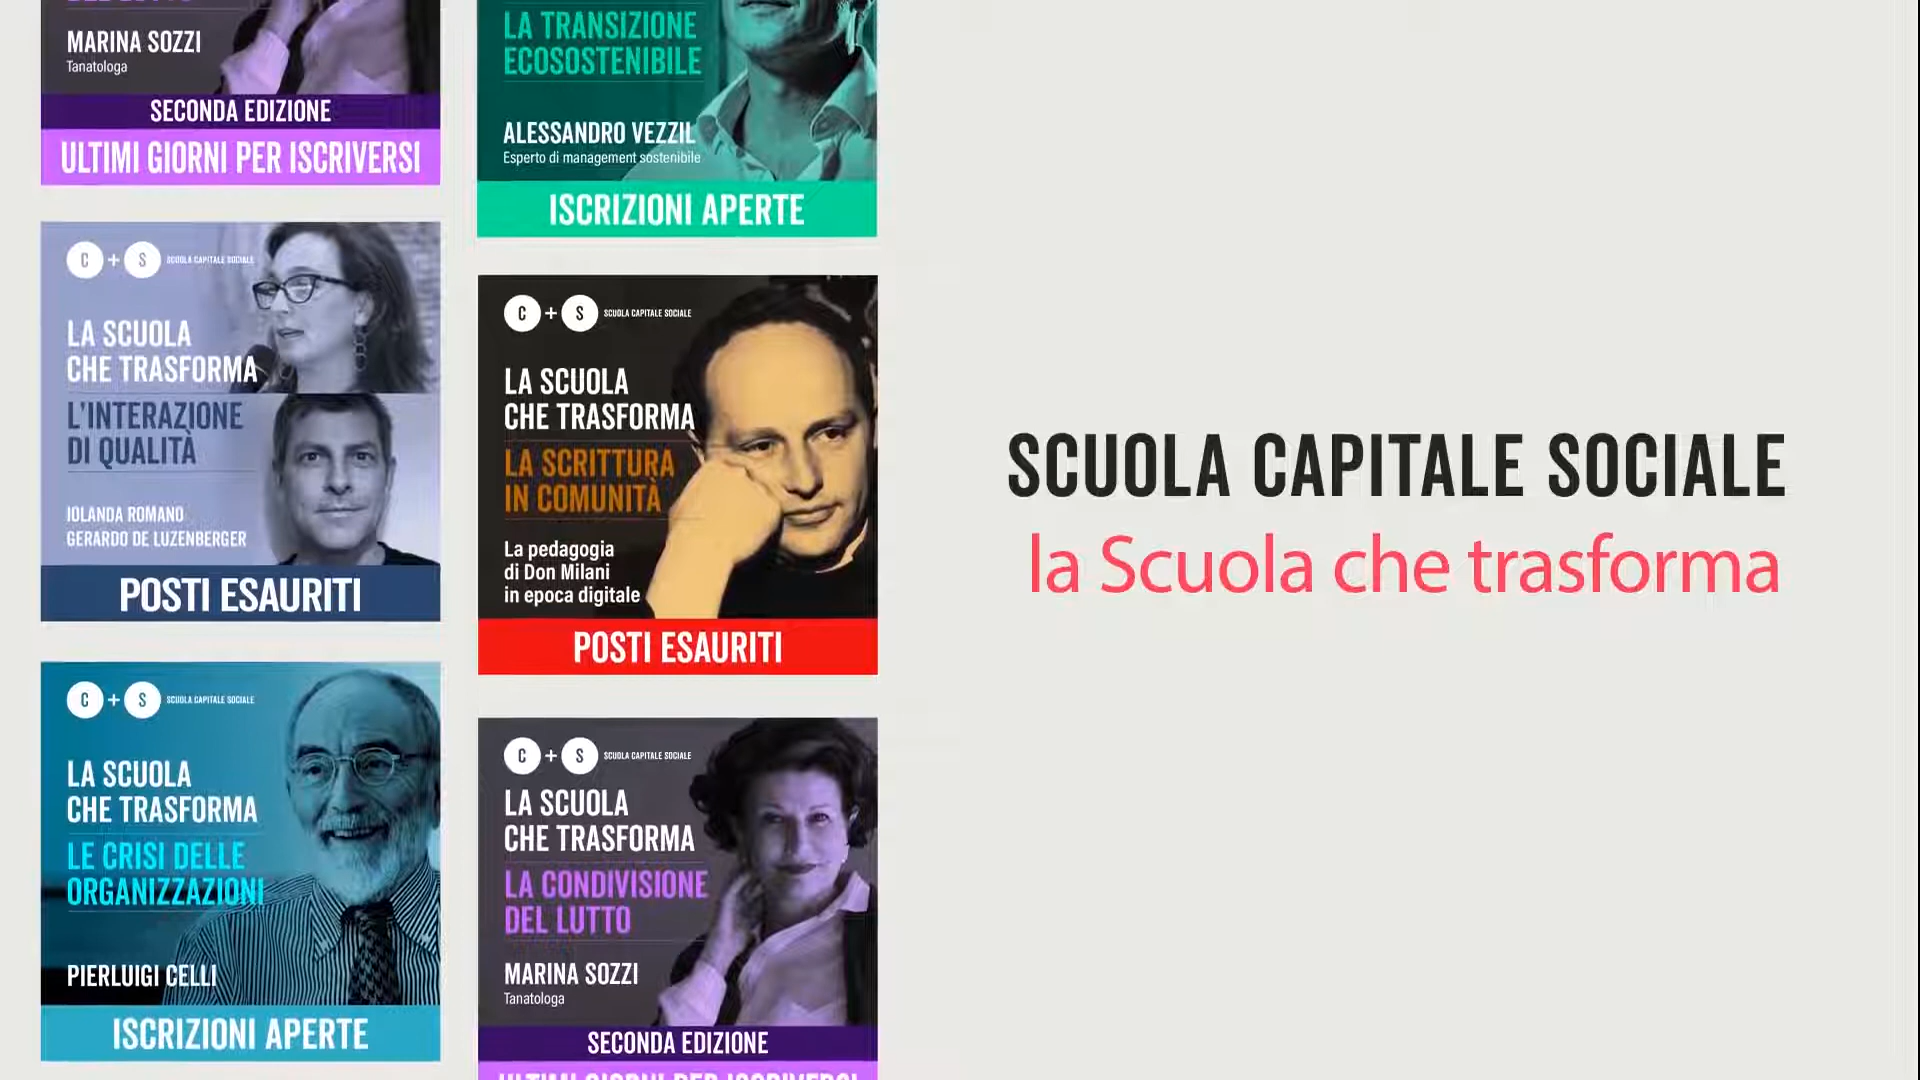 MARINA SOZZI
Tanatologa
SECONDA EDIZIONE
ULTIMI GIORNI PER ISCRIVERSI
C + S SCUOLA CAPITALE SOCIALE
LA SCUOLA
CHE TRASFORMA
L'INTERAZIONE
DI QUALITÀ
IOLANDA ROMANO
GERARDO DE LUZENBERGER
POSTI ESAURITI
C + S SCUOLA CAPITALE SOCIALE
LA SCUOLA
CHE TRASFORMA
LE CRISI DELLE
ORGANIZZAZIONI
PIERLUIGI CELLI
ISCRIZIONI APERTE
LA TRANSIZIONE
ECOSOSTENIBILE
ALESSANDRO VEZZIL
Esperto di management sostenibile
ISCRIZIONI APERTE
C + S SCUOLA CAPITALE SOCIALE
LA SCUOLA
CHE TRASFORMA
LA SCRITTURA
IN COMUNITÀ
La pedagogia
di Don Milani
in epoca digitale
POSTI ESAURITI
C + S SCUOLA CAPITALE SOCIALE
LA SCUOLA
CHE TRASFORMA
LA CONDIVISIONE
DEL LUTTO
MARINA SOZZI
Tanatologa
SECONDA EDIZIONE
ULTIMI GIORNI PER ISCRIVERSI
SCUOLA CAPITALE SOCIALE
la Scuola che trasforma